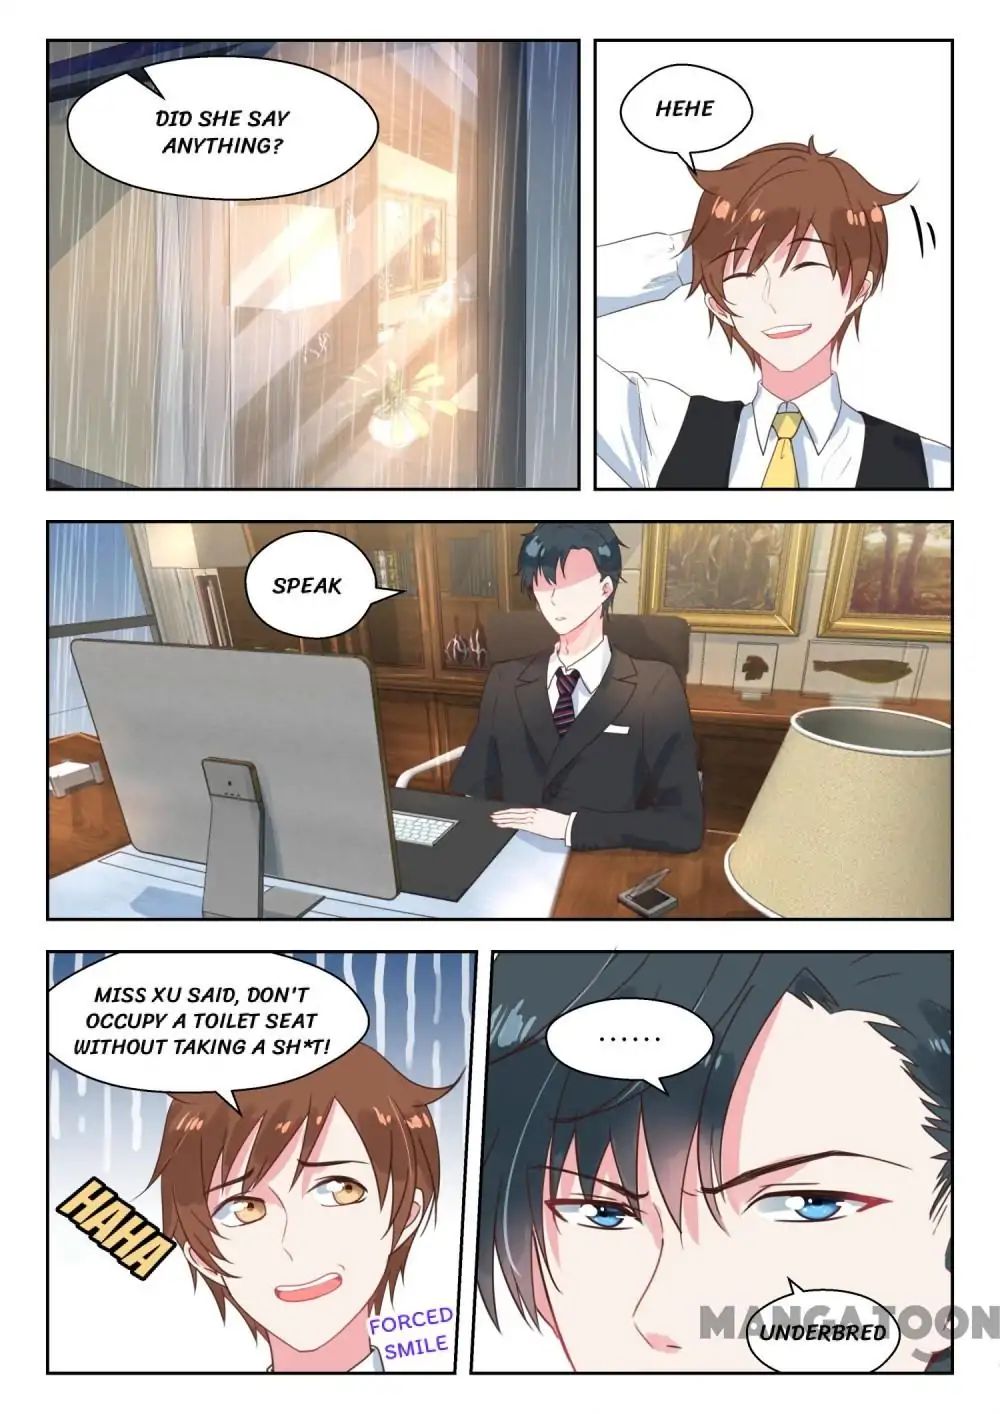 DID SHE SAY
ANYTHING?
HEHE
SPEAK
MISS XU SAID, DON'T
OCCUPY A TOILET SEAT
WITHOUT TAKING A SH*T!
HAHA
FORCED
SMILE
......
UNDERBRED
MANGATOON